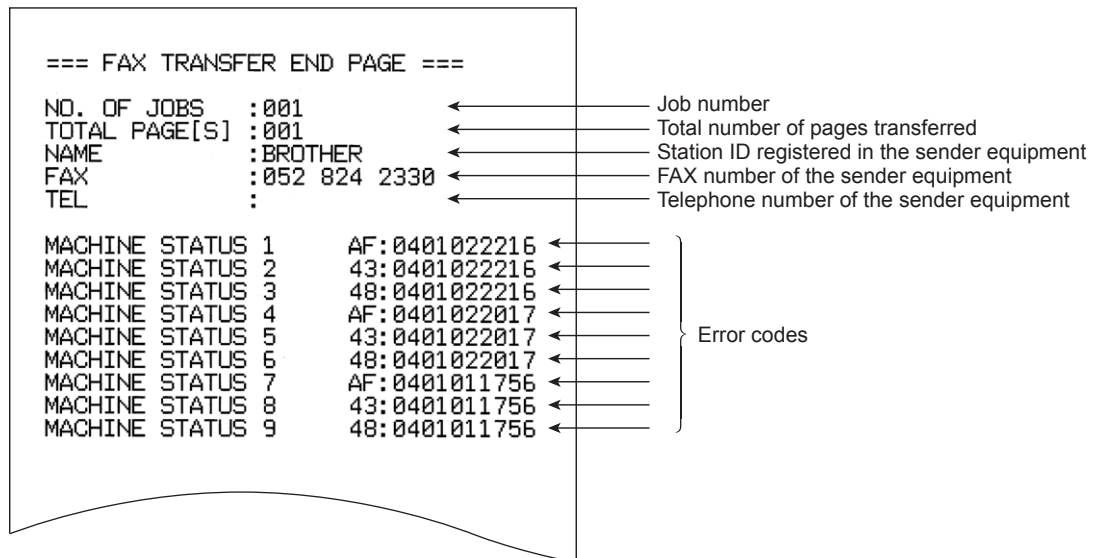 === FAX TRANSFER END PAGE ===
NO. OF JOBS :001 Job number
TOTAL PAGE[S] :001 Total number of pages transferred
NAME :BROTHER Station ID registered in the sender equipment
FAX :052 824 2330 FAX number of the sender equipment
TEL : Telephone number of the sender equipment
MACHINE STATUS 1 AF:0401022216
MACHINE STATUS 2 43:0401022216
MACHINE STATUS 3 48:0401022216
MACHINE STATUS 4 AF:0401022017
MACHINE STATUS 5 43:0401022017 Error codes
MACHINE STATUS 6 48:0401022017
MACHINE STATUS 7 AF:0401011756
MACHINE STATUS 8 43:0401011756
MACHINE STATUS 9 48:0401011756